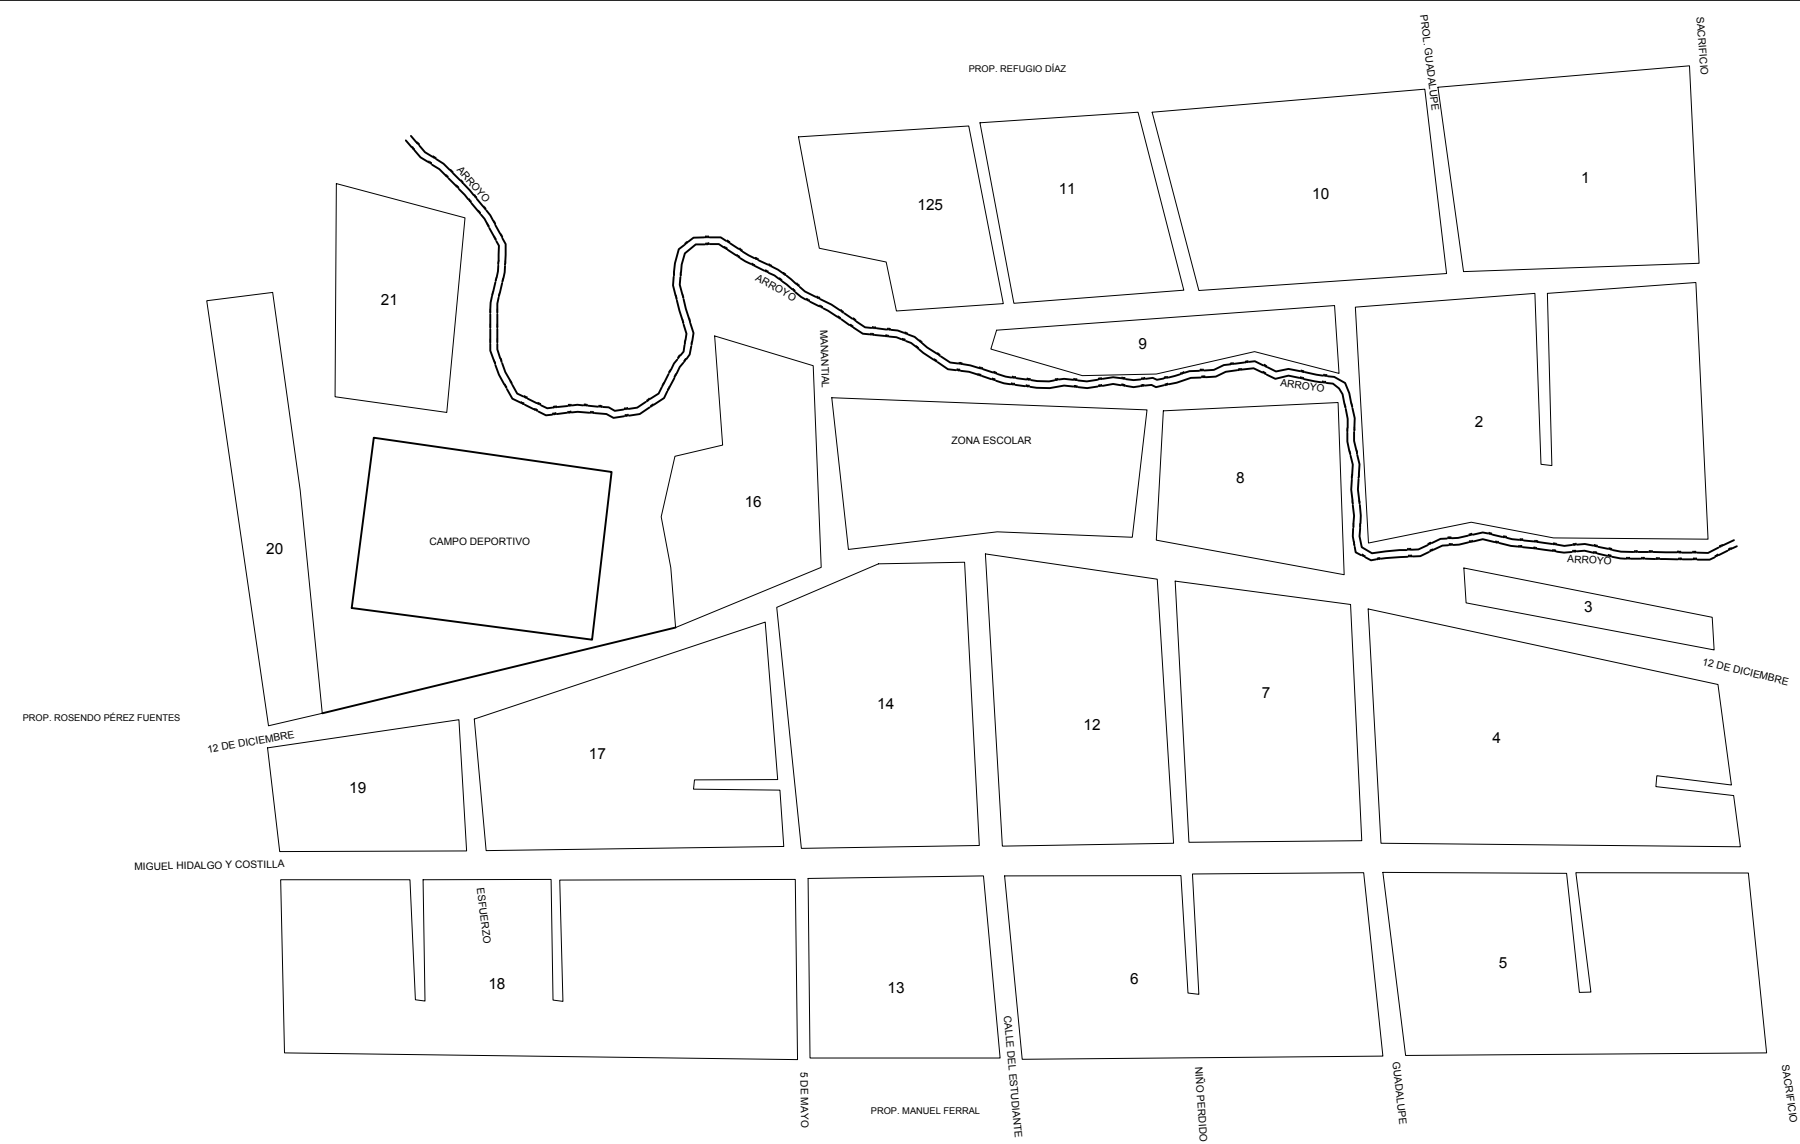 PROL. GUADALUPE
SACRIFICIO
PROP. REFUGIO DÍAZ
ARROYO
1
11
10
125
ARROYO
21
MANANTIAL
9
ARROYO
2
ZONA ESCOLAR
8
16
CAMPO DEPORTIVO
20
ARROYO
3
12 DE DICIEMBRE
7
14
PROP. ROSENDO PÉREZ FUENTES
12
12 DE DICIEMBRE
4
17
19
MIGUEL HIDALGO Y COSTILLA
ESFUERZO
5
6
18
13
CALLE DEL ESTUDIANTE
5 DE MAYO
NIÑO PERDIDO
GUADALUPE
SACRIFICIO
PROP. MANUEL FERRAL